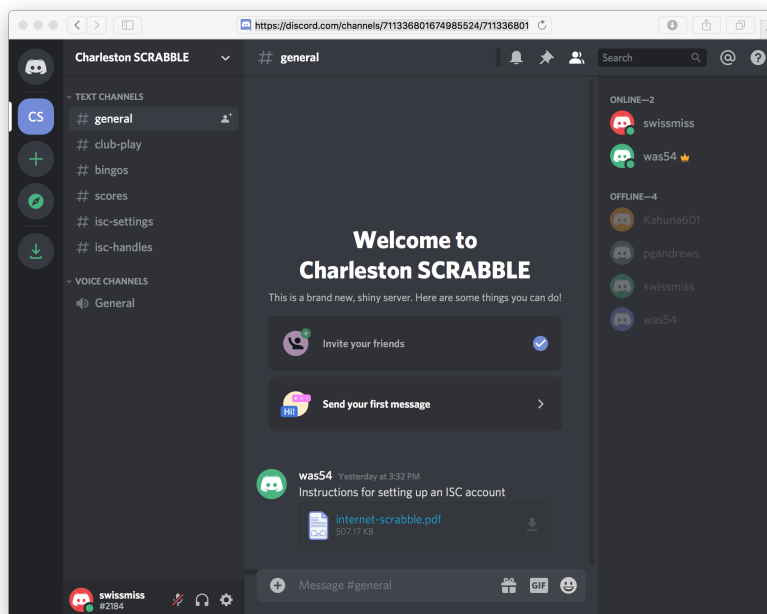 https://discord.com/channels/711336801674985524/711336801
Charleston SCRABBLE
# general
Search
TEXT CHANNELS
CS
# general
# club-play
# bingos
# scores
# isc-settings
# isc-handles
VOICE CHANNELS
General
Welcome to
Charleston SCRABBLE
This is a brand new, shiny server. Here are some things you can do!
Invite your friends
Hi!
Send your first message
was54 Yesterday at 3:32 PM
Instructions for setting up an ISC account
internet-scrabble.pdf
507.17 KB
Message #general
GIF
swissmiss
#2184
ONLINE—2
swissmiss
was54
OFFLINE—4
Kahuna601
pgandrews
swissmiss
was54